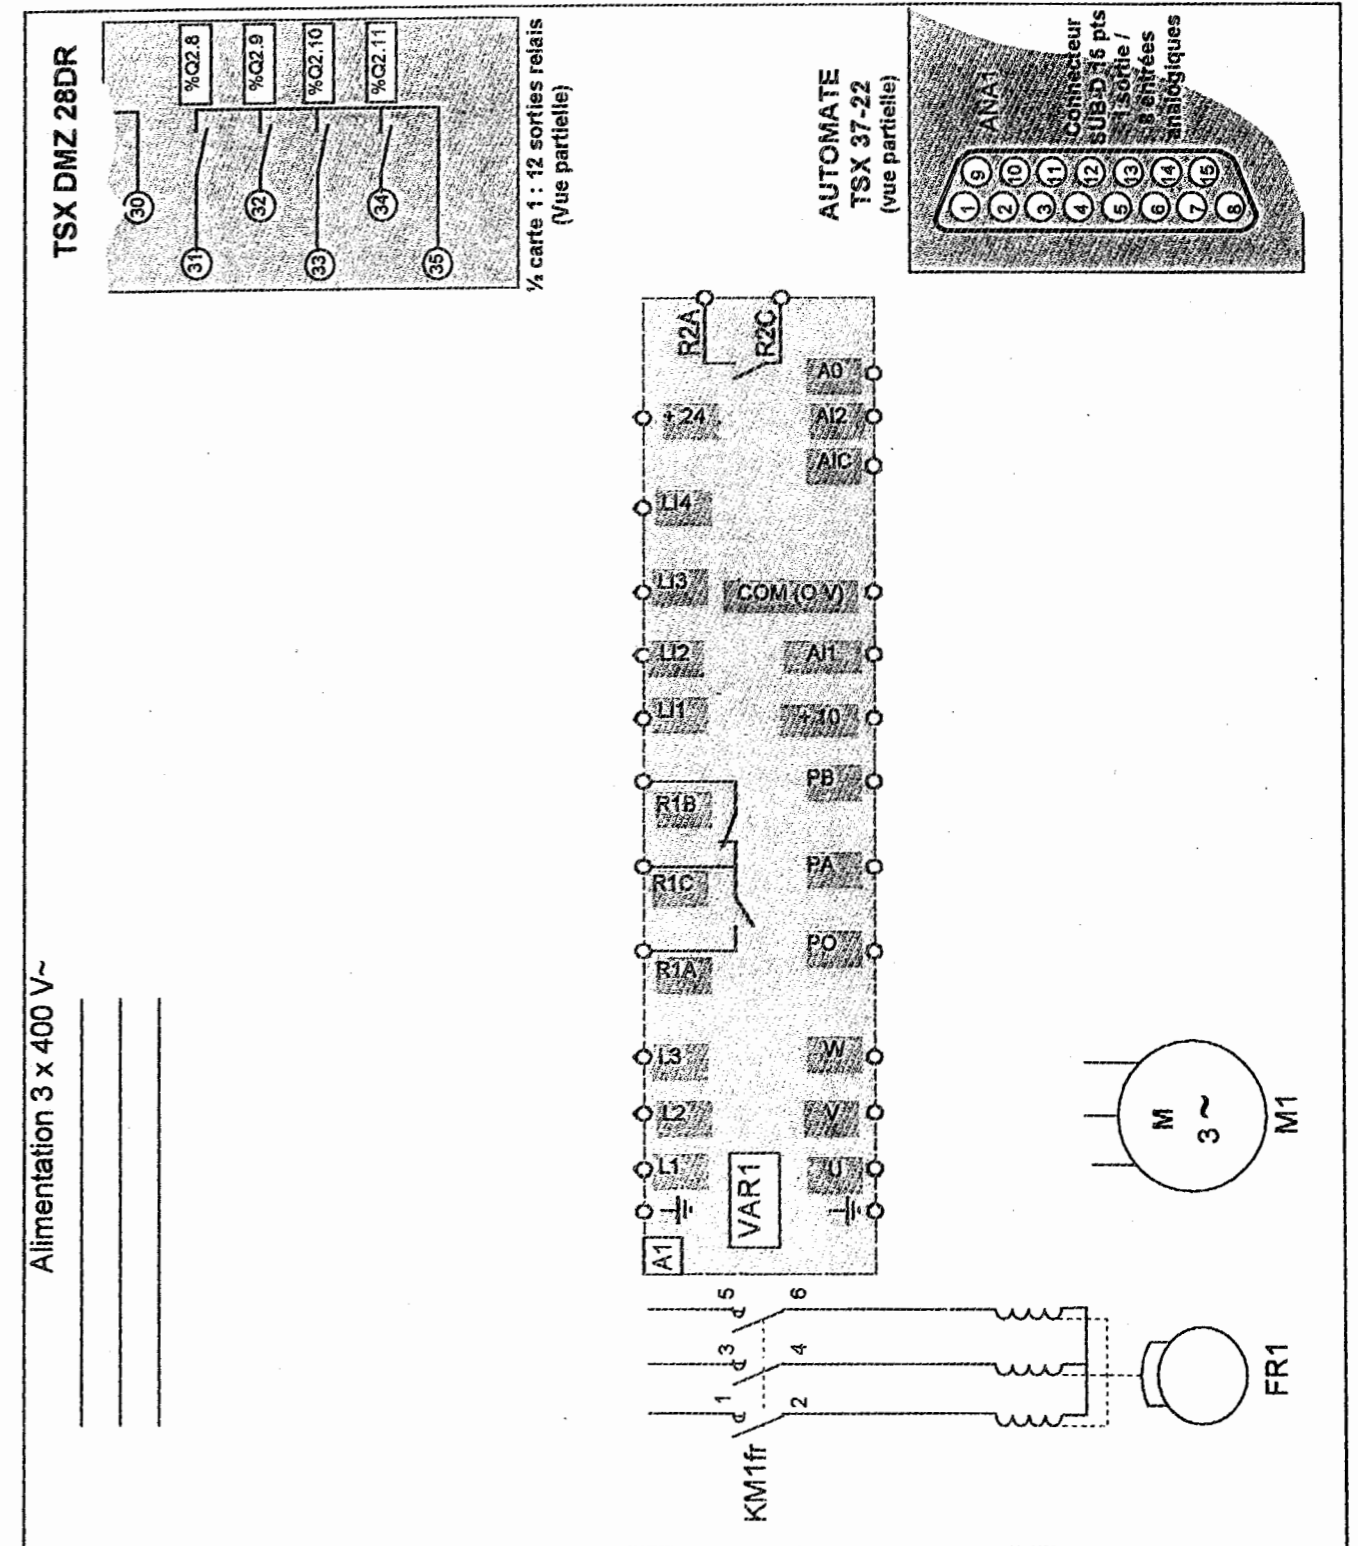 Alimentation 3 x 400 V~
TSX DMZ 28DR
%Q2.8
%Q2.9
%Q2.10
%Q2.11
30
31
32
33
34
35
½ carte 1 : 12 sorties relais
(Vue partielle)
A1
VAR1
L1
L2
L3
R1A
R1C
R1B
LI1
LI2
LI3
LI4
+ 24
R2A
R2C
U
V
W
PO
PA
PB
+ 10
AI1
COM (O V)
AIC
AI2
A0
AUTOMATE
TSX 37-22
(vue partielle)
ANA1
Connecteur
SUB-D 15 pts
1 sortie /
8 entrées
analogiques
1
2
3
4
5
6
7
8
9
10
11
12
13
14
15
KM1fr
1
3
5
2
4
6
FR1
M
3 ~
M1